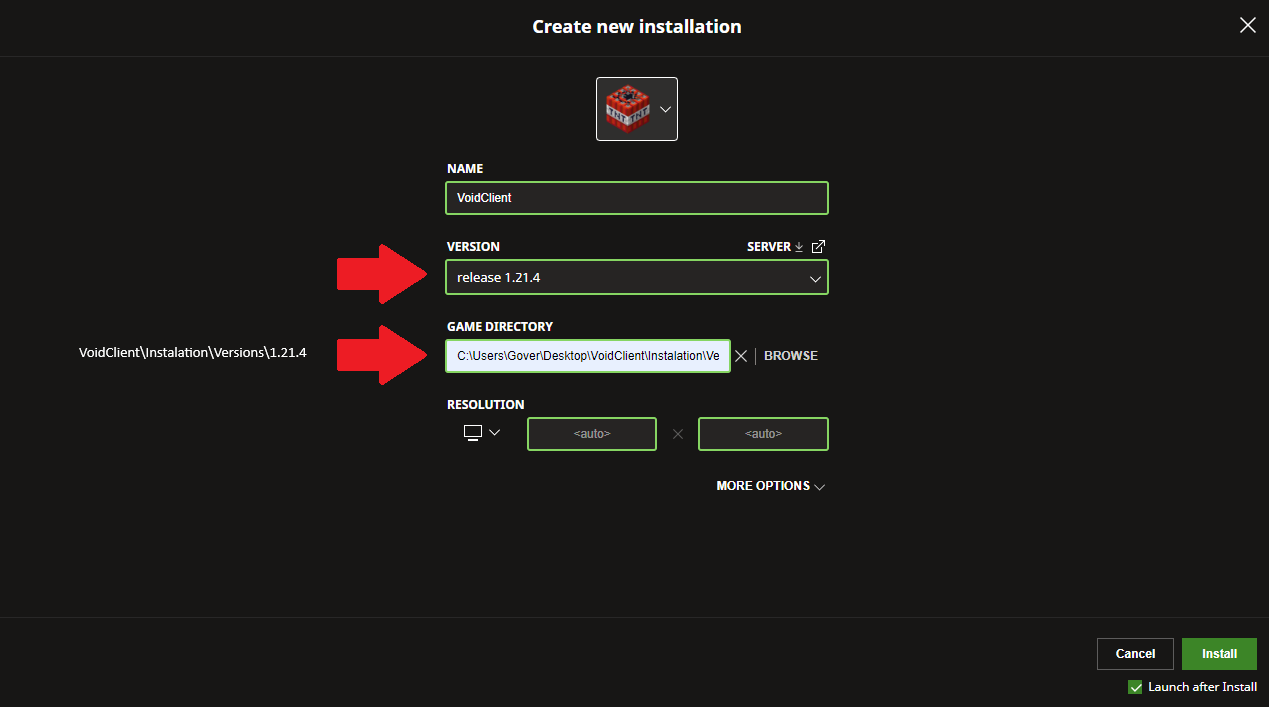 Create new installation
TNT TNT
NAME
VoidClient
VERSION
SERVER
release 1.21.4
GAME DIRECTORY
VoidClient\Instalation\Versions\1.21.4
C:\Users\Gover\Desktop\VoidClient\Instalation\Ve
BROWSE
RESOLUTION
<auto>
<auto>
MORE OPTIONS
Cancel
Install
Launch after Install